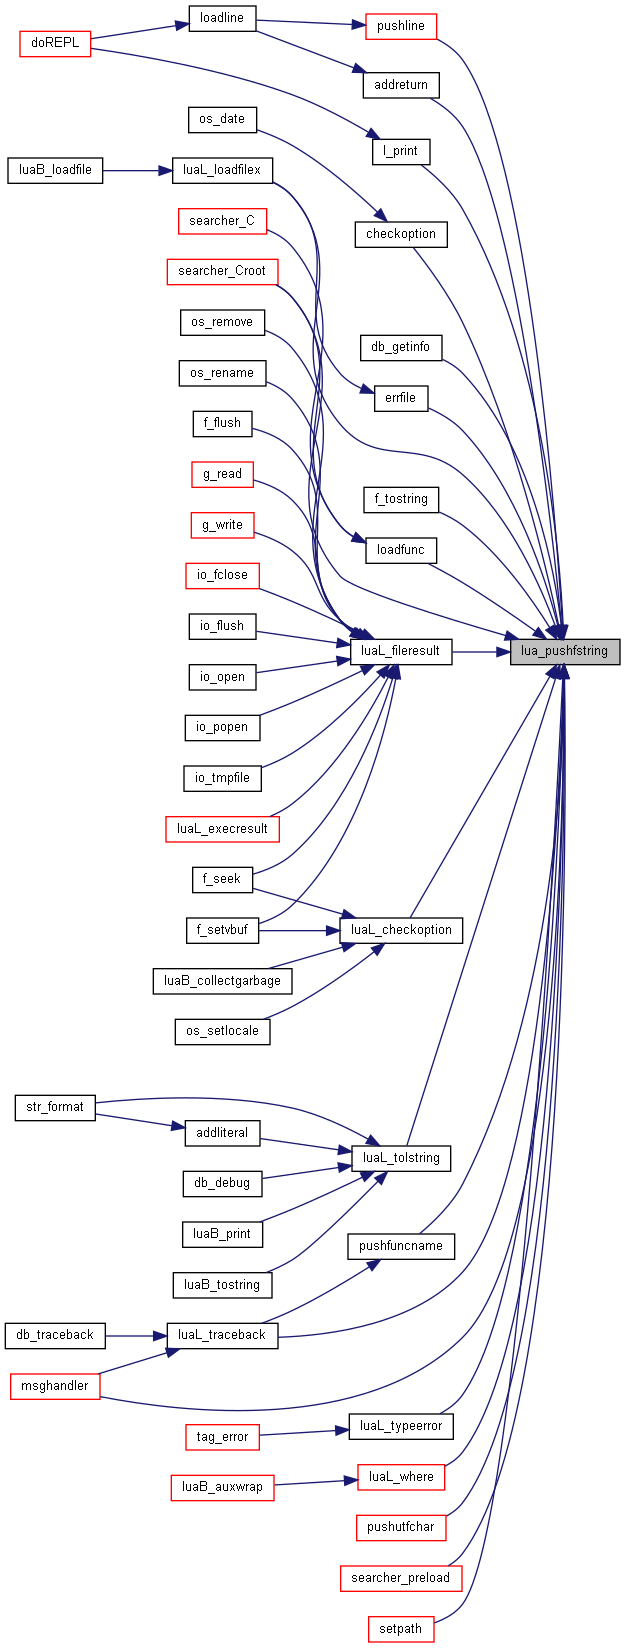 loadline
pushline
doREPL
addreturn
os_date
l_print
luaB_loadfile
luaL_loadfilex
searcher_C
checkoption
searcher_Croot
os_remove
db_getinfo
os_rename
errfile
f_flush
g_read
f_tostring
g_write
loadfunc
io_fclose
io_flush
luaL_fileresult
lua_pushfstring
io_open
io_popen
io_tmpfile
luaL_execresult
f_seek
f_setvbuf
luaL_checkoption
luaB_collectgarbage
os_setlocale
str_format
addliteral
luaL_tolstring
db_debug
luaB_print
pushfuncname
luaB_tostring
db_traceback
luaL_traceback
msghandler
luaL_typeerror
tag_error
luaL_where
luaB_auxwrap
pushutfchar
searcher_preload
setpath